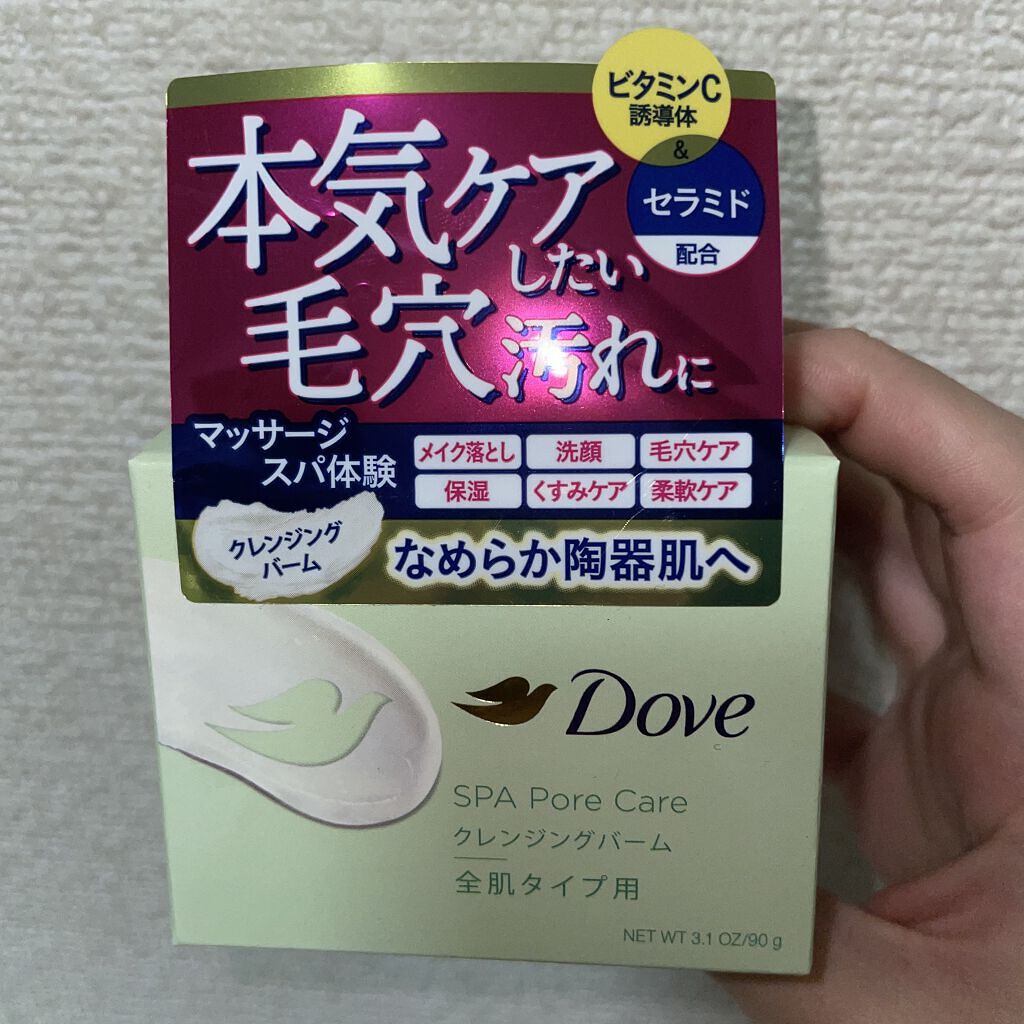 ビタミンC
誘導体
&
セラミド
配合
本気ケア
したい
毛穴汚れに
マッサージ
スパ体験
メイク落とし
洗顔
毛穴ケア
保湿
くすみケア
柔軟ケア
クレンジング
バーム
なめらか陶器肌へ
Dove
SPA Pore Care
クレンジングバーム
全肌タイプ用
NET WT 3.1 OZ/90 g